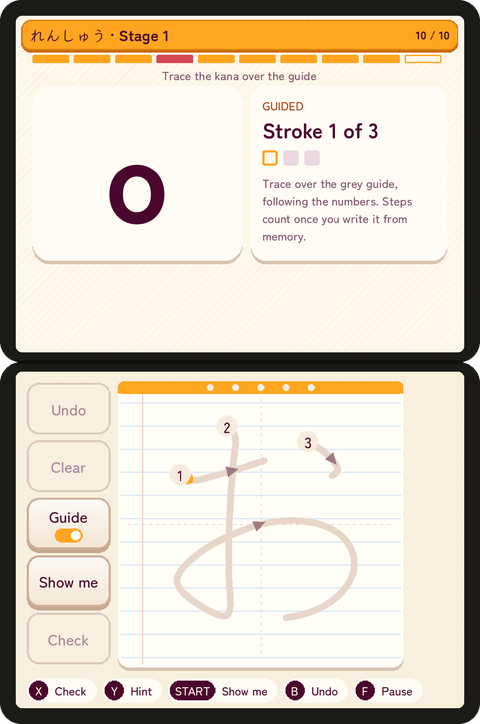 れんしゅう · Stage 1
10 / 10
Trace the kana over the guide
o
GUIDED
Stroke 1 of 3
Trace over the grey guide,
following the numbers. Steps
count once you write it from
memory.
Undo
Clear
Guide
Show me
Check
1
2
3
お
X Check
Y Hint
START Show me
B Undo
F Pause